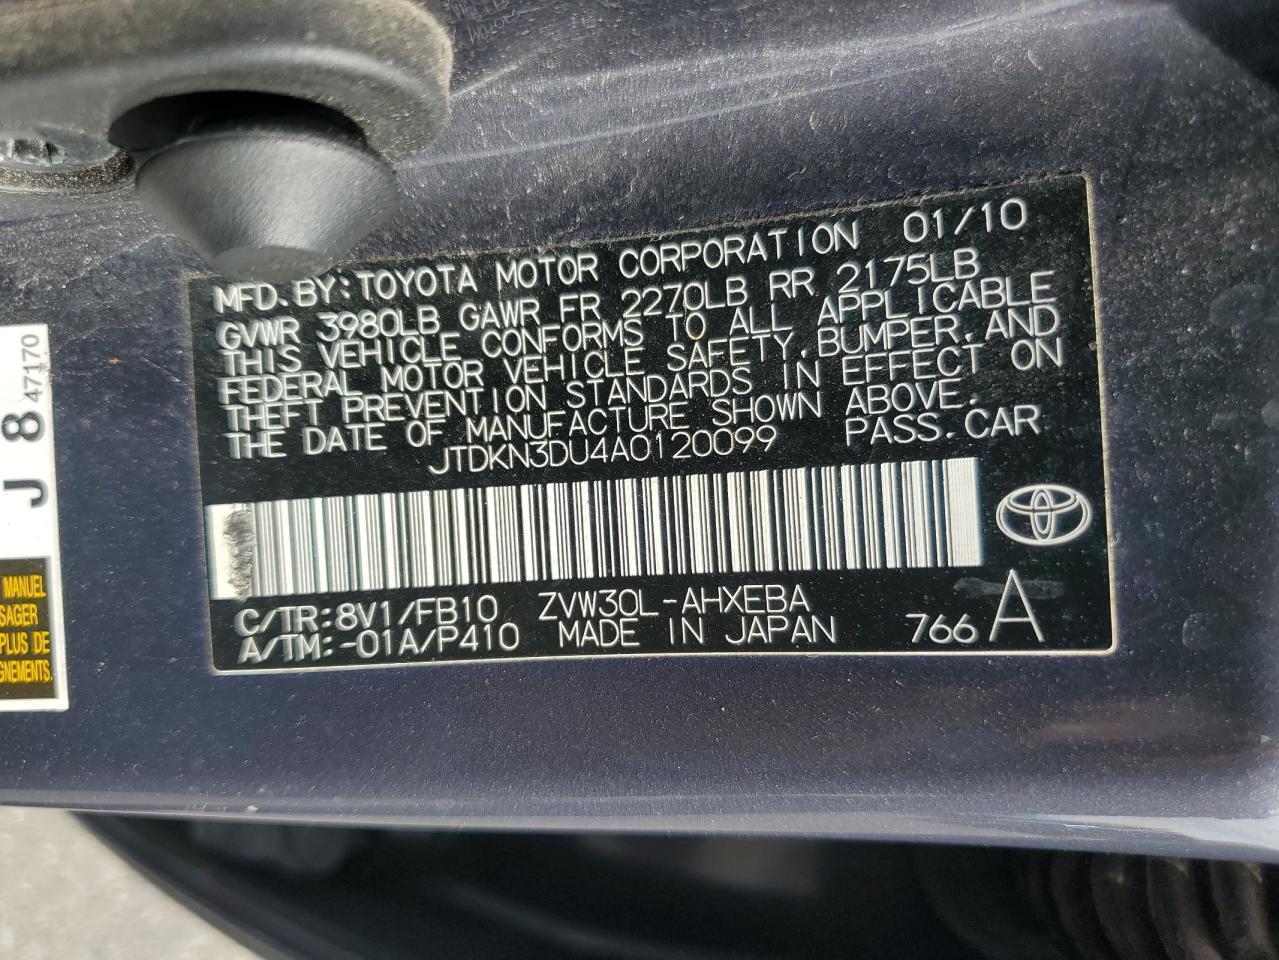 MFD. BY: TOYOTA MOTOR CORPORATION 01/10
GVWR 3980LB GAWR FR 2270LB RR 2175LB
THIS VEHICLE CONFORMS TO ALL APPLICABLE
FEDERAL MOTOR VEHICLE SAFETY, BUMPER, AND
THEFT PREVENTION STANDARDS IN EFFECT ON
THE DATE OF MANUFACTURE SHOWN ABOVE.
JTDKN3DU4A0120099 PASS. CAR
C/TR: 8V1/FB10 ZVW30L-AHXEBA
A/TM: -01A/P410 MADE IN JAPAN 766 A
J 8 47170
MANUEL
SAGER
PLUS DE
GNEMENTS.